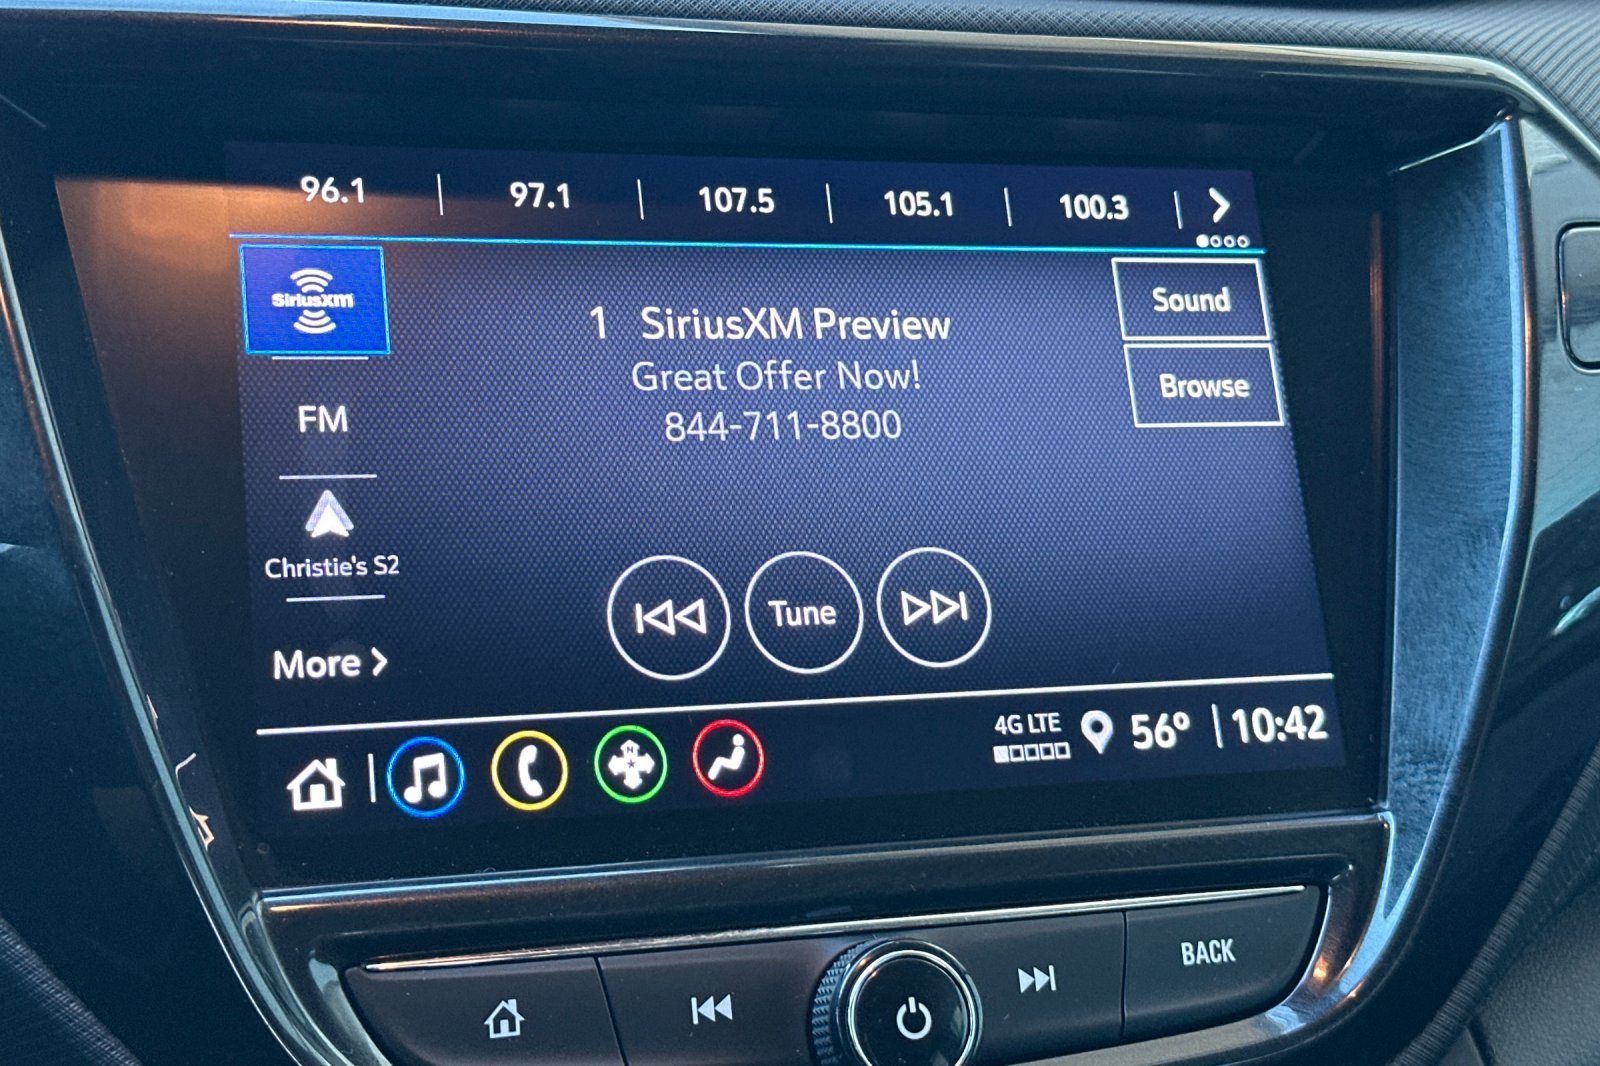 96.1 | 97.1 | 107.5 | 105.1 | 100.3
SiriusXM
1 SiriusXM Preview
Great Offer Now!
844-711-8800
Sound
Browse
FM
Christie's S2
More
Tune
4G LTE
56°
10:42
N
BACK